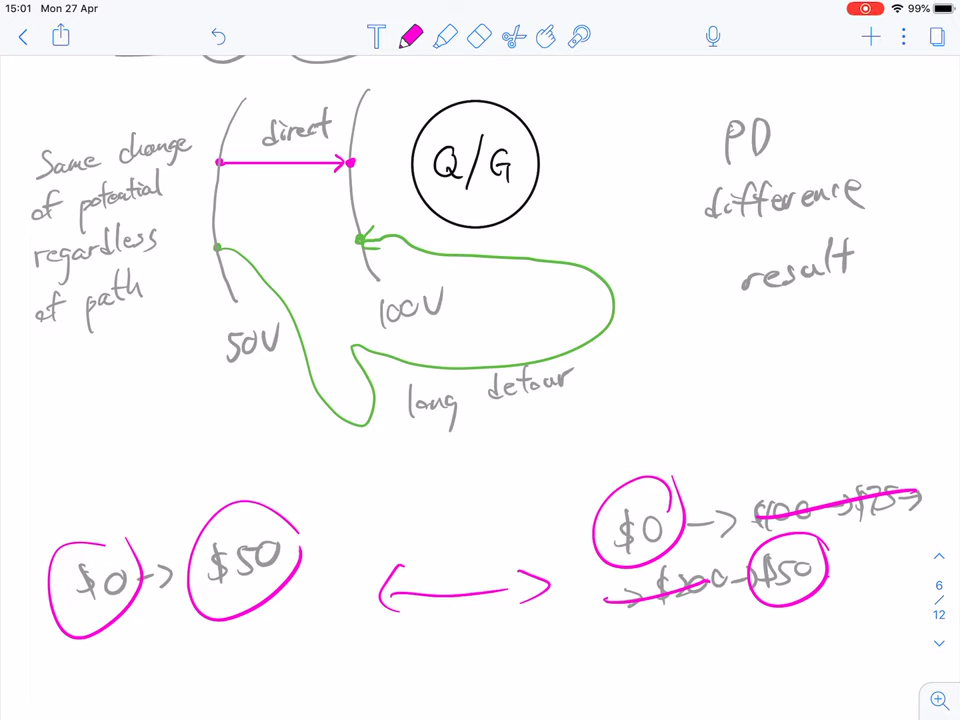 15:01 Mon 27 Apr
99%
T
direct
Same change
of potential
regardless
of path
Q/G
PD
difference
result
50V
100V
long detour
$0 -> $50
$0 -> $100 -> $25 ->
-> $200 -> $50
6
/
12